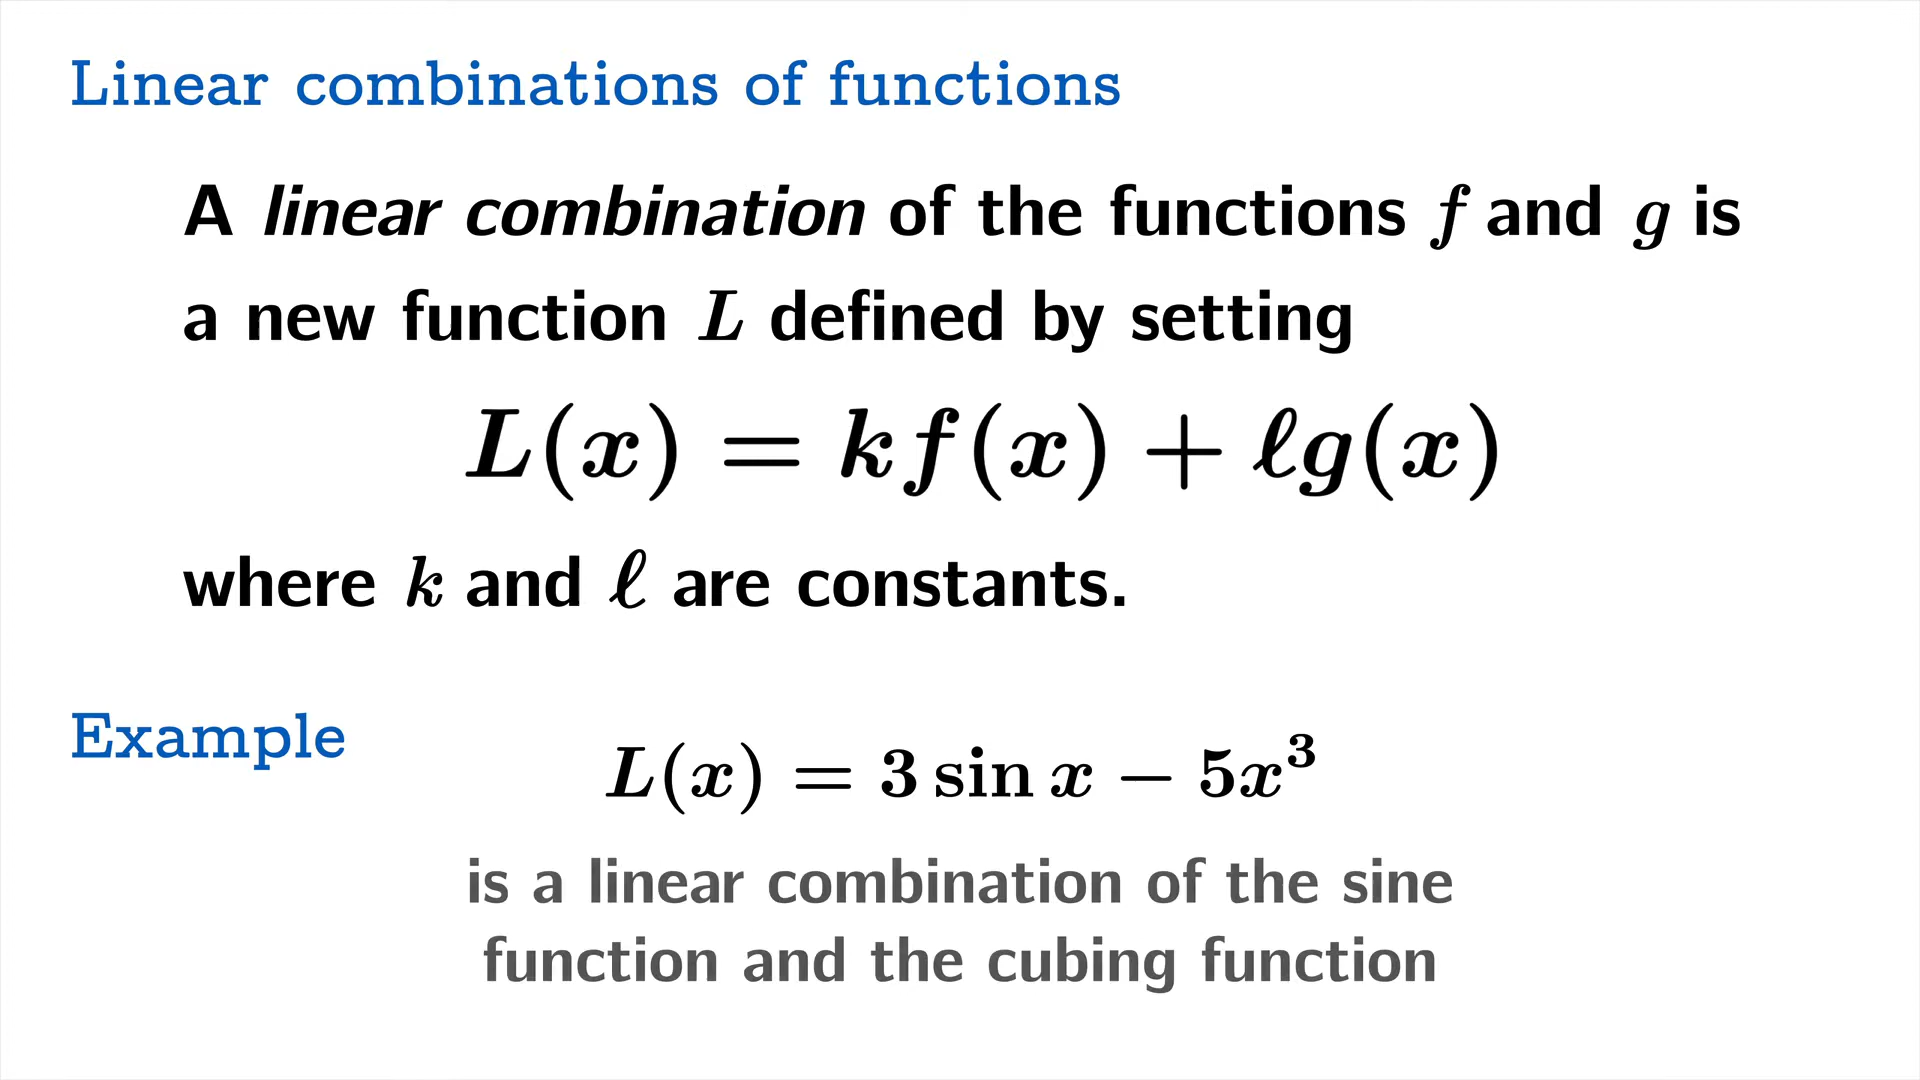 Linear combinations of functions
A linear combination of the functions f and g is
a new function L defined by setting
L(x) = kf(x) + ℓg(x)
where k and ℓ are constants.
Example
L(x) = 3 sin x − 5x³
is a linear combination of the sine
function and the cubing function